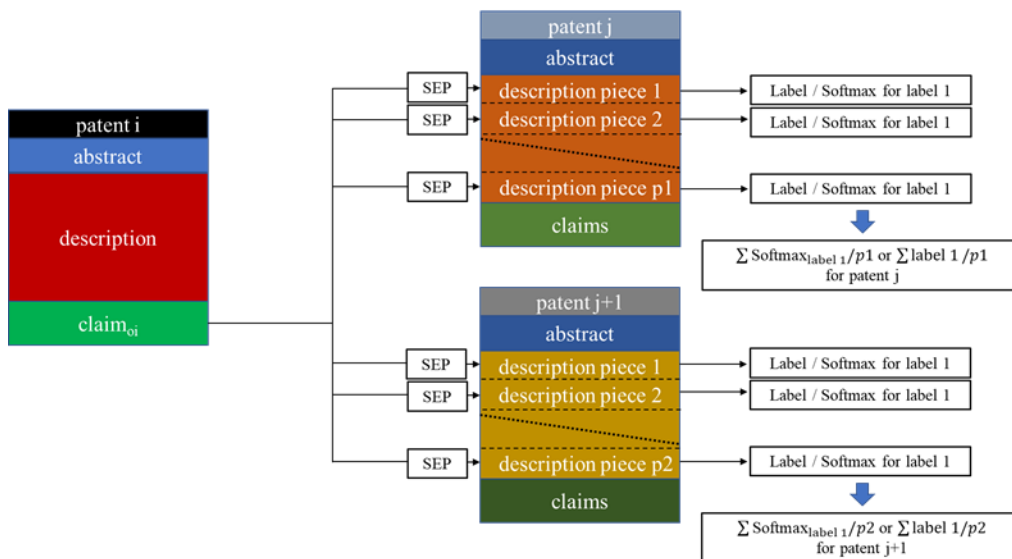 patent i
abstract
description
claim_oi
SEP
SEP
SEP
patent j
abstract
description piece 1
description piece 2
description piece p1
claims
Label / Softmax for label 1
Label / Softmax for label 1
Label / Softmax for label 1
∑ Softmax_label 1/p1 or ∑ label 1 /p1
for patent j
SEP
SEP
SEP
patent j+1
abstract
description piece 1
description piece 2
description piece p2
claims
Label / Softmax for label 1
Label / Softmax for label 1
Label / Softmax for label 1
∑ Softmax_label 1/p2 or ∑ label 1/p2
for patent j+1